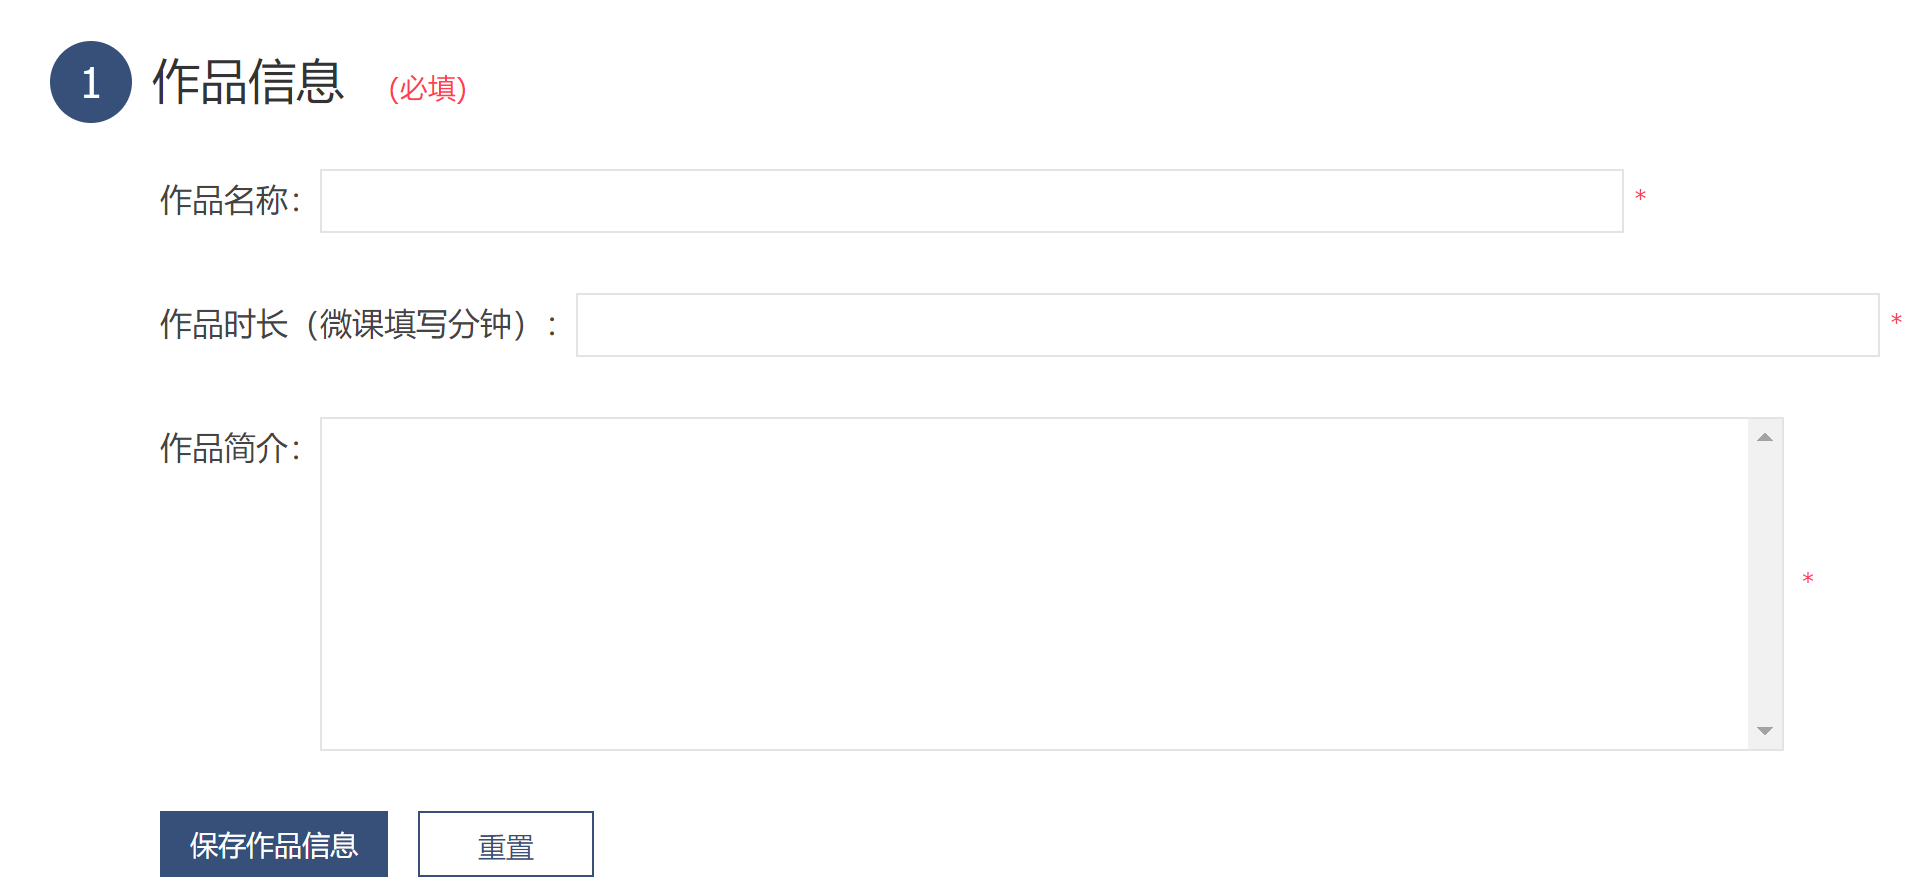 1 作品信息 (必填)
作品名称： *
作品时长（微课填写分钟）： *
作品简介： *
保存作品信息 重置